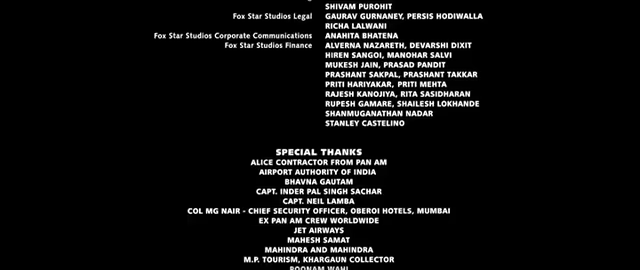 SHIVAM PUROHIT
Fox Star Studios Legal GAURAV GURNANEY, PERSIS HODIWALLA
RICHA LALWANI
Fox Star Studios Corporate Communications ANAHITA BHATENA
Fox Star Studios Finance ALVERNA NAZARETH, DEVARSHI DIXIT
HIREN SANGOI, MANOHAR SALVI
MUKESH JAIN, PRASAD PANDIT
PRASHANT SAKPAL, PRASHANT TAKKAR
PRITI HARIYAKAR, PRITI MEHTA
RAJESH KANOJIYA, RITA SASIDHARAN
RUPESH GAMARE, SHAILESH LOKHANDE
SHANMUGANATHAN NADAR
STANLEY CASTELINO
SPECIAL THANKS
ALICE CONTRACTOR FROM PAN AM
AIRPORT AUTHORITY OF INDIA
BHAVNA GAUTAM
CAPT. INDER PAL SINGH SACHAR
CAPT. NEIL LAMBA
COL MG NAIR - CHIEF SECURITY OFFICER, OBEROI HOTELS, MUMBAI
EX PAN AM CREW WORLDWIDE
JET AIRWAYS
MAHESH SAMAT
MAHINDRA AND MAHINDRA
M.P. TOURISM, KHARGAUN COLLECTOR
POONAM WAHI